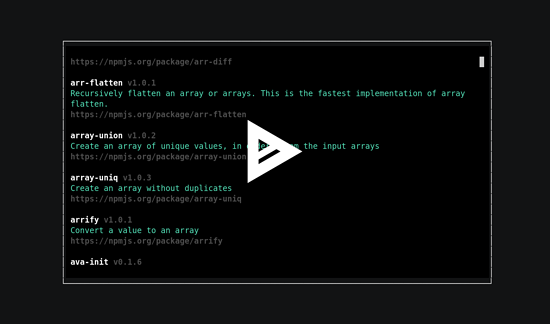 https://npmjs.org/package/arr-diff
arr-flatten v1.0.1
Recursively flatten an array or arrays. This is the fastest implementation of array
flatten.
https://npmjs.org/package/arr-flatten
array-union v1.0.2
Create an array of unique values, in the input arrays
https://npmjs.org/package/array-union
array-uniq v1.0.3
Create an array without duplicates
https://npmjs.org/package/array-uniq
arrify v1.0.1
Convert a value to an array
https://npmjs.org/package/arrify
ava-init v0.1.6